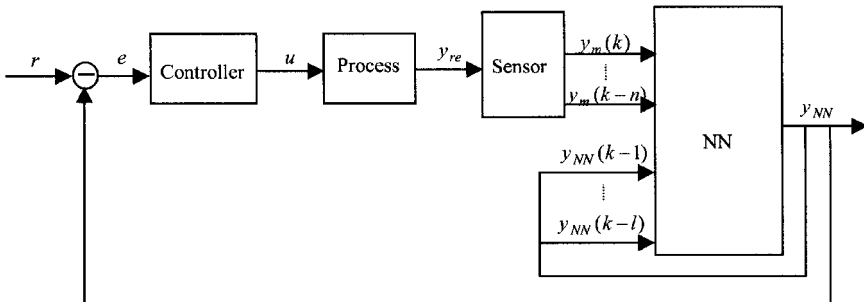 r
−
e
Controller
u
Process
y_re
Sensor
y_m(k)
y_m(k−n)
y_NN(k−1)
y_NN(k−l)
NN
y_NN